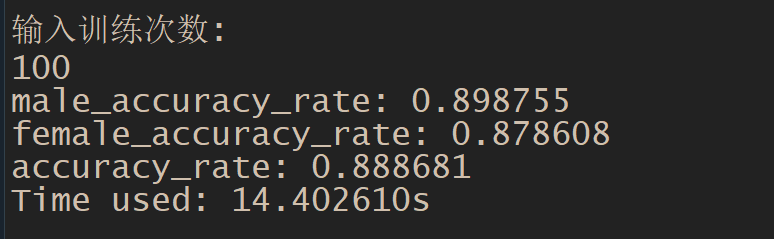 输入训练次数:
100
male_accuracy_rate: 0.898755
female_accuracy_rate: 0.878608
accuracy_rate: 0.888681
Time used: 14.402610s